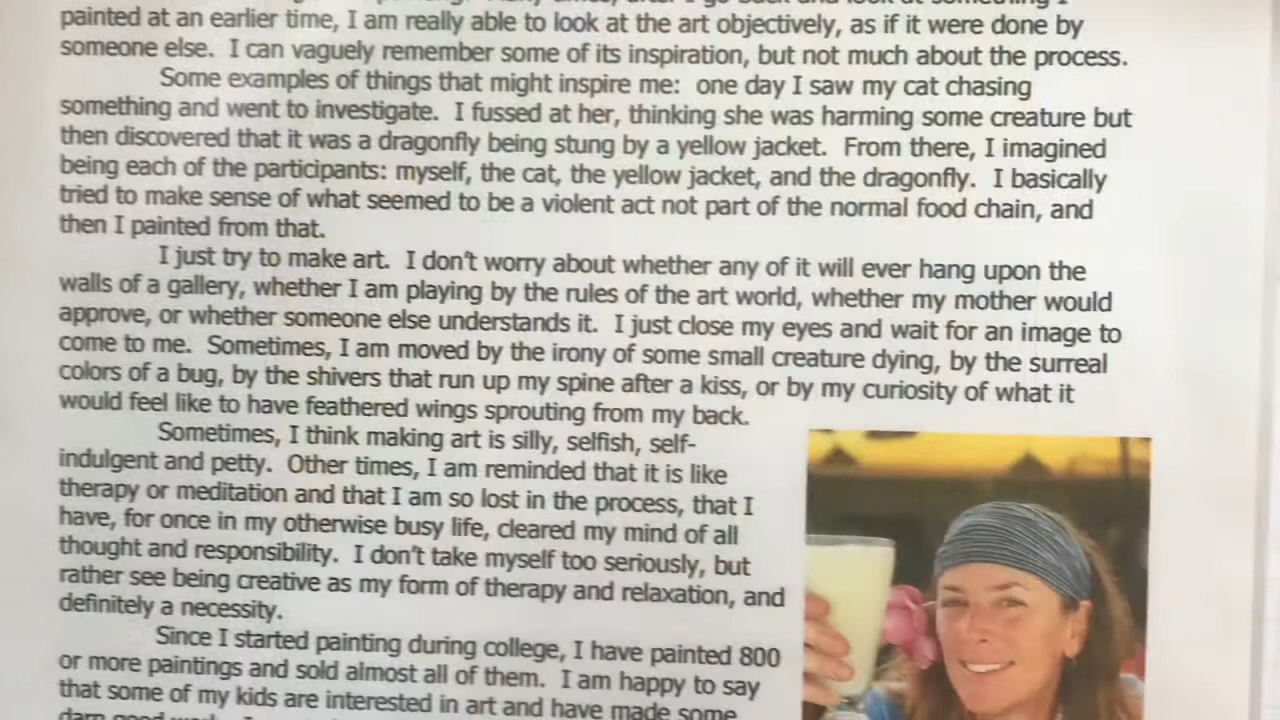 painted at an earlier time, I am really able to look at the art objectively, as if it were done by
someone else.  I can vaguely remember some of its inspiration, but not much about the process.
Some examples of things that might inspire me:  one day I saw my cat chasing
something and went to investigate.  I fussed at her, thinking she was harming some creature but
then discovered that it was a dragonfly being stung by a yellow jacket.  From there, I imagined
being each of the participants: myself, the cat, the yellow jacket, and the dragonfly.  I basically
tried to make sense of what seemed to be a violent act not part of the normal food chain, and
then I painted from that.
I just try to make art.  I don't worry about whether any of it will ever hang upon the
walls of a gallery, whether I am playing by the rules of the art world, whether my mother would
approve, or whether someone else understands it.  I just close my eyes and wait for an image to
come to me.  Sometimes, I am moved by the irony of some small creature dying, by the surreal
colors of a bug, by the shivers that run up my spine after a kiss, or by my curiosity of what it
would feel like to have feathered wings sprouting from my back.
Sometimes, I think making art is silly, selfish, self-
indulgent and petty.  Other times, I am reminded that it is like
therapy or meditation and that I am so lost in the process, that I
have, for once in my otherwise busy life, cleared my mind of all
thought and responsibility.  I don't take myself too seriously, but
rather see being creative as my form of therapy and relaxation, and
definitely a necessity.
Since I started painting during college, I have painted 800
or more paintings and sold almost all of them.  I am happy to say
that some of my kids are interested in art and have made some